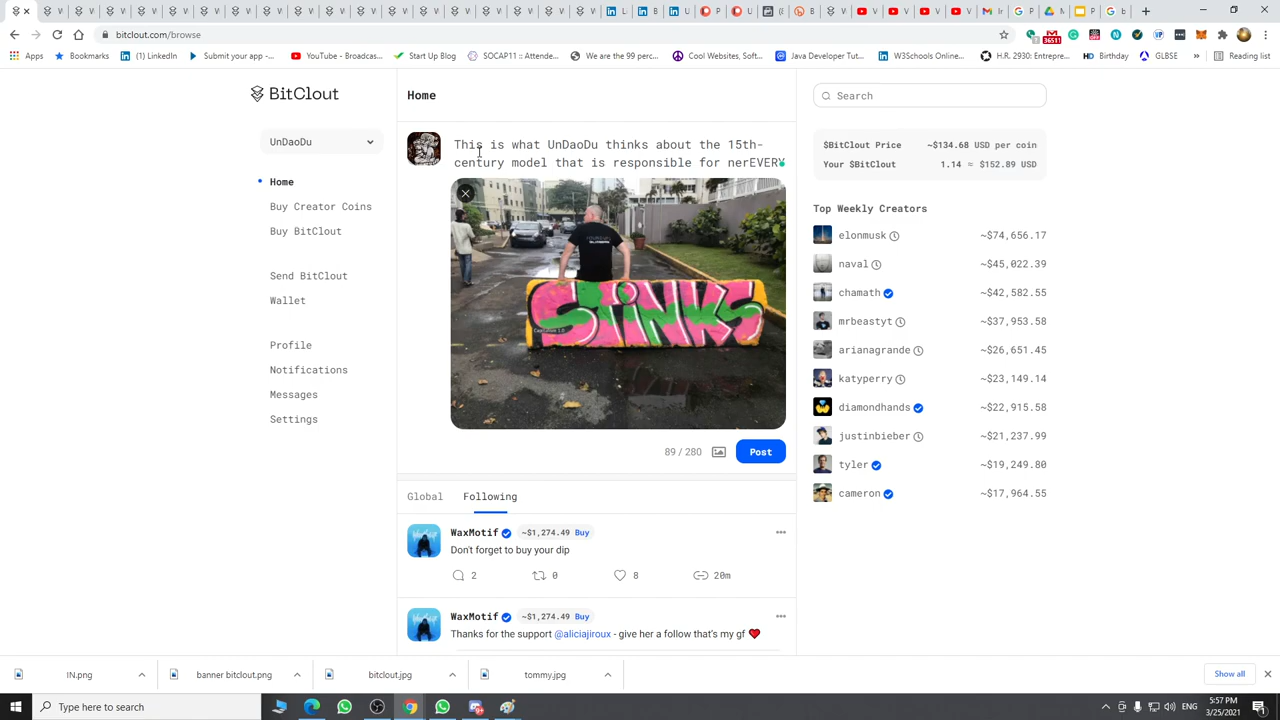 bitclout.com/browse
36511
Apps
Bookmarks
(1) LinkedIn
Submit your app -...
YouTube - Broadcas...
Start Up Blog
SOCAP11 :: Attende...
We are the 99 perc...
Cool Websites, Soft...
Java Developer Tut...
W3Schools Online...
H.R. 2930: Entrepre...
HD Birthday
GLBSE
»
Reading list
BitClout
UnDaoDu
Home
Buy Creator Coins
Buy BitClout
Send BitClout
Wallet
Profile
Notifications
Messages
Settings
Home
This is what UnDaoDu thinks about the 15th-
century model that is responsible for nerEVERY
STINKS
89 / 280
Post
Global
Following
WaxMotif ~$1,274.49 Buy
Don't forget to buy your dip
2
0
8
20m
WaxMotif ~$1,274.49 Buy
Thanks for the support @aliciajiroux - give her a follow that's my gf
Search
$BitClout Price ~$134.68 USD per coin
Your $BitClout 1.14 ≈ $152.89 USD
Top Weekly Creators
elonmusk ~$74,656.17
naval ~$45,022.39
chamath ~$42,582.55
mrbeastyt ~$37,953.58
arianagrande ~$26,651.45
katyperry ~$23,149.14
diamondhands ~$22,915.58
justinbieber ~$21,237.99
tyler ~$19,249.80
cameron ~$17,964.55
IN.png
banner bitclout.png
bitclout.jpg
tommy.jpg
Show all
Type here to search
ENG
5:57 PM
3/25/2021